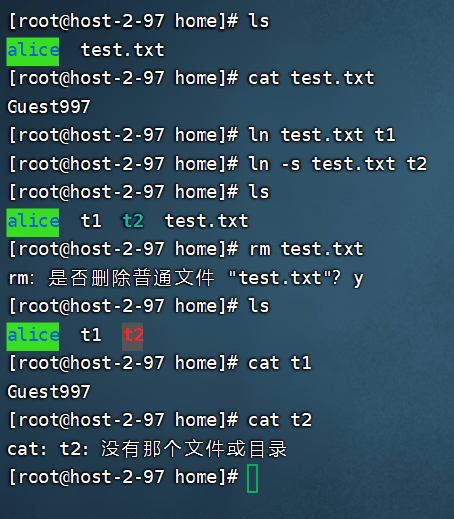 [root@host-2-97 home]# ls
alice  test.txt
[root@host-2-97 home]# cat test.txt
Guest997
[root@host-2-97 home]# ln test.txt t1
[root@host-2-97 home]# ln -s test.txt t2
[root@host-2-97 home]# ls
alice  t1  t2  test.txt
[root@host-2-97 home]# rm test.txt
rm：是否删除普通文件 "test.txt"？y
[root@host-2-97 home]# ls
alice  t1  t2
[root@host-2-97 home]# cat t1
Guest997
[root@host-2-97 home]# cat t2
cat: t2: 没有那个文件或目录
[root@host-2-97 home]#